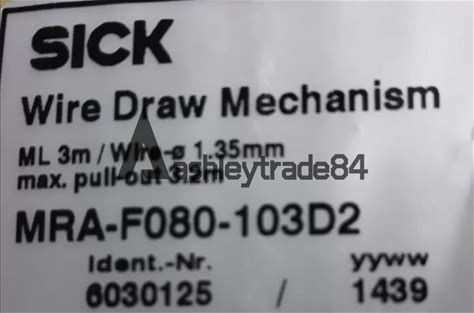 SICK
Wire Draw Mechanism
ML 3m / Wire-ø 1.35mm
ashleytrade84
max. pull-out 3.2m
MRA-F080-103D2
Ident.-Nr. yyww
6030125 / 1439